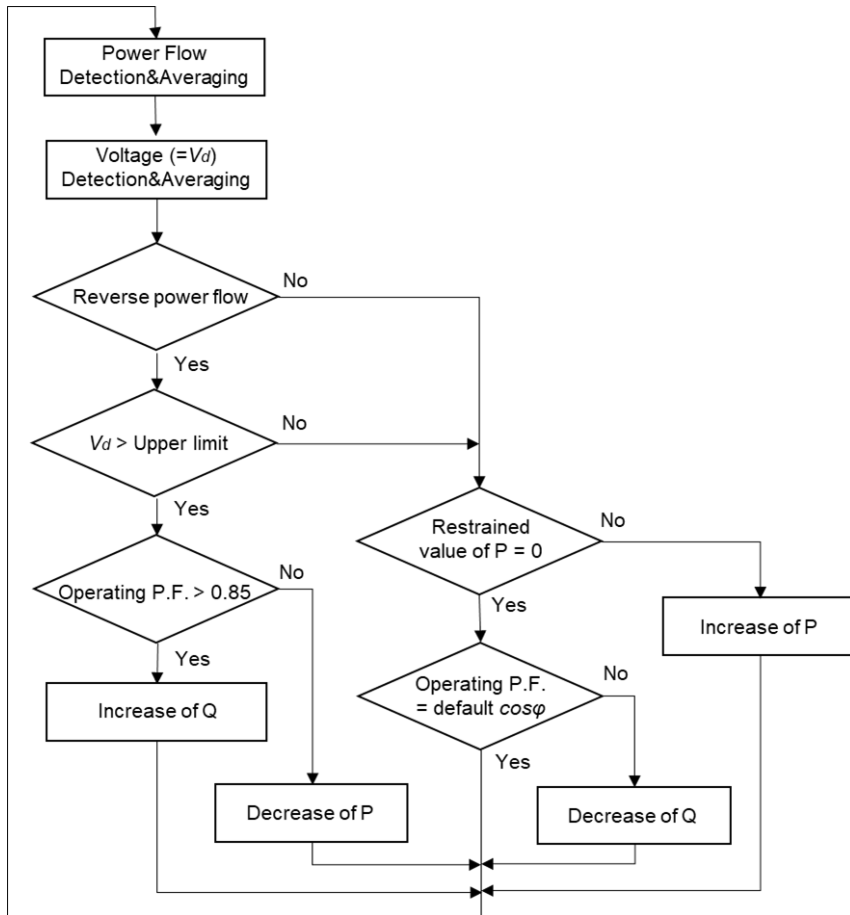 Power Flow
Detection&Averaging
Voltage (=Vd)
Detection&Averaging
Reverse power flow
No
Yes
Vd > Upper limit
No
Yes
Operating P.F. > 0.85
No
Yes
Increase of Q
Decrease of P
Restrained
value of P = 0
No
Yes
Increase of P
Operating P.F.
= default cosφ
No
Yes
Decrease of Q